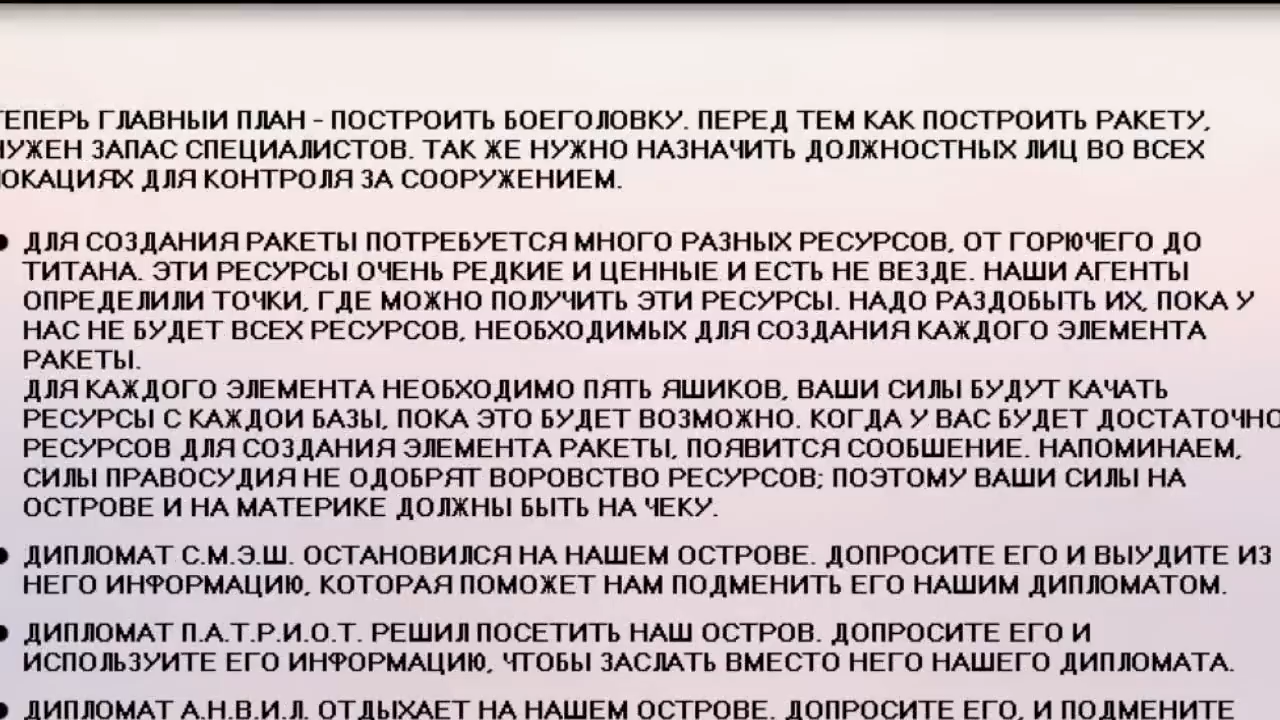 ТЕПЕРЬ ГЛАВНЫИ ПЛАН - ПОСТРОИТЬ БОЕГОЛОВКУ. ПЕРЕД ТЕМ КАК ПОСТРОИТЬ РАКЕТУ,
НУЖЕН ЗАПАС СПЕЦИАЛИСТОВ. ТАК ЖЕ НУЖНО НАЗНАЧИТЬ ДОЛЖНОСТНЫХ ЛИЦ ВО ВСЕХ
ЛОКАЦИЯХ ДЛЯ КОНТРОЛЯ ЗА СООРУЖЕНИЕМ.
● ДЛЯ СОЗДАНИЯ РАКЕТЫ ПОТРЕБУЕТСЯ МНОГО РАЗНЫХ РЕСУРСОВ, ОТ ГОРЮЧЕГО ДО
ТИТАНА. ЭТИ РЕСУРСЫ ОЧЕНЬ РЕДКИЕ И ЦЕННЫЕ И ЕСТЬ НЕ ВЕЗДЕ. НАШИ АГЕНТЫ
ОПРЕДЕЛИЛИ ТОЧКИ, ГДЕ МОЖНО ПОЛУЧИТЬ ЭТИ РЕСУРСЫ. НАДО РАЗДОБЫТЬ ИХ, ПОКА У
НАС НЕ БУДЕТ ВСЕХ РЕСУРСОВ, НЕОБХОДИМЫХ ДЛЯ СОЗДАНИЯ КАЖДОГО ЭЛЕМЕНТА
РАКЕТЫ.
ДЛЯ КАЖДОГО ЭЛЕМЕНТА НЕОБХОДИМО ПЯТЬ ЯШИКОВ, ВАШИ СИЛЫ БУДУТ КАЧАТЬ
РЕСУРСЫ С КАЖДОИ БАЗЫ, ПОКА ЭТО БУДЕТ ВОЗМОЖНО. КОГДА У ВАС БУДЕТ ДОСТАТОЧНО
РЕСУРСОВ ДЛЯ СОЗДАНИЯ ЭЛЕМЕНТА РАКЕТЫ, ПОЯВИТСЯ СООБШЕНИЕ. НАПОМИНАЕМ,
СИЛЫ ПРАВОСУДИЯ НЕ ОДОБРЯТ ВОРОВСТВО РЕСУРСОВ; ПОЭТОМУ ВАШИ СИЛЫ НА
ОСТРОВЕ И НА МАТЕРИКЕ ДОЛЖНЫ БЫТЬ НА ЧЕКУ.
● ДИПЛОМАТ С.М.Э.Ш. ОСТАНОВИЛСЯ НА НАШЕМ ОСТРОВЕ. ДОПРОСИТЕ ЕГО И ВЫУДИТЕ ИЗ
НЕГО ИНФОРМАЦИЮ, КОТОРАЯ ПОМОЖЕТ НАМ ПОДМЕНИТЬ ЕГО НАШИМ ДИПЛОМАТОМ.
● ДИПЛОМАТ П.А.Т.Р.И.О.Т. РЕШИЛ ПОСЕТИТЬ НАШ ОСТРОВ. ДОПРОСИТЕ ЕГО И
ИСПОЛЬЗУИТЕ ЕГО ИНФОРМАЦИЮ, ЧТОБЫ ЗАСЛАТЬ ВМЕСТО НЕГО НАШЕГО ДИПЛОМАТА.
● ДИПЛОМАТ А.Н.В.И.Л. ОТДЫХАЕТ НА НАШЕМ ОСТРОВЕ. ДОПРОСИТЕ ЕГО, И ПОДМЕНИТЕ